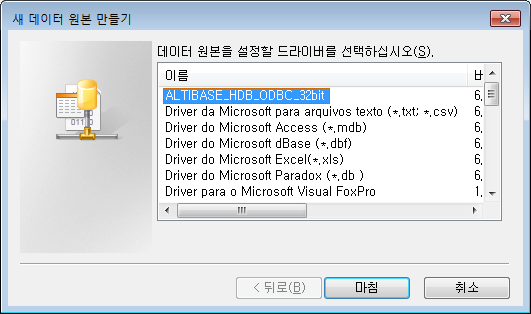 새 데이터 원본 만들기
데이터 원본을 설정할 드라이버를 선택하십시오(S).
이름
ALTIBASE_HDB_ODBC_32bit 6,
Driver da Microsoft para arquivos texto (*.txt; *.csv) 6,
Driver do Microsoft Access (*.mdb) 6,
Driver do Microsoft dBase (*.dbf) 6,
Driver do Microsoft Excel(*.xls) 6,
Driver do Microsoft Paradox (*.db ) 6,
Driver para o Microsoft Visual FoxPro 1,
< 뒤로(B) 마침 취소